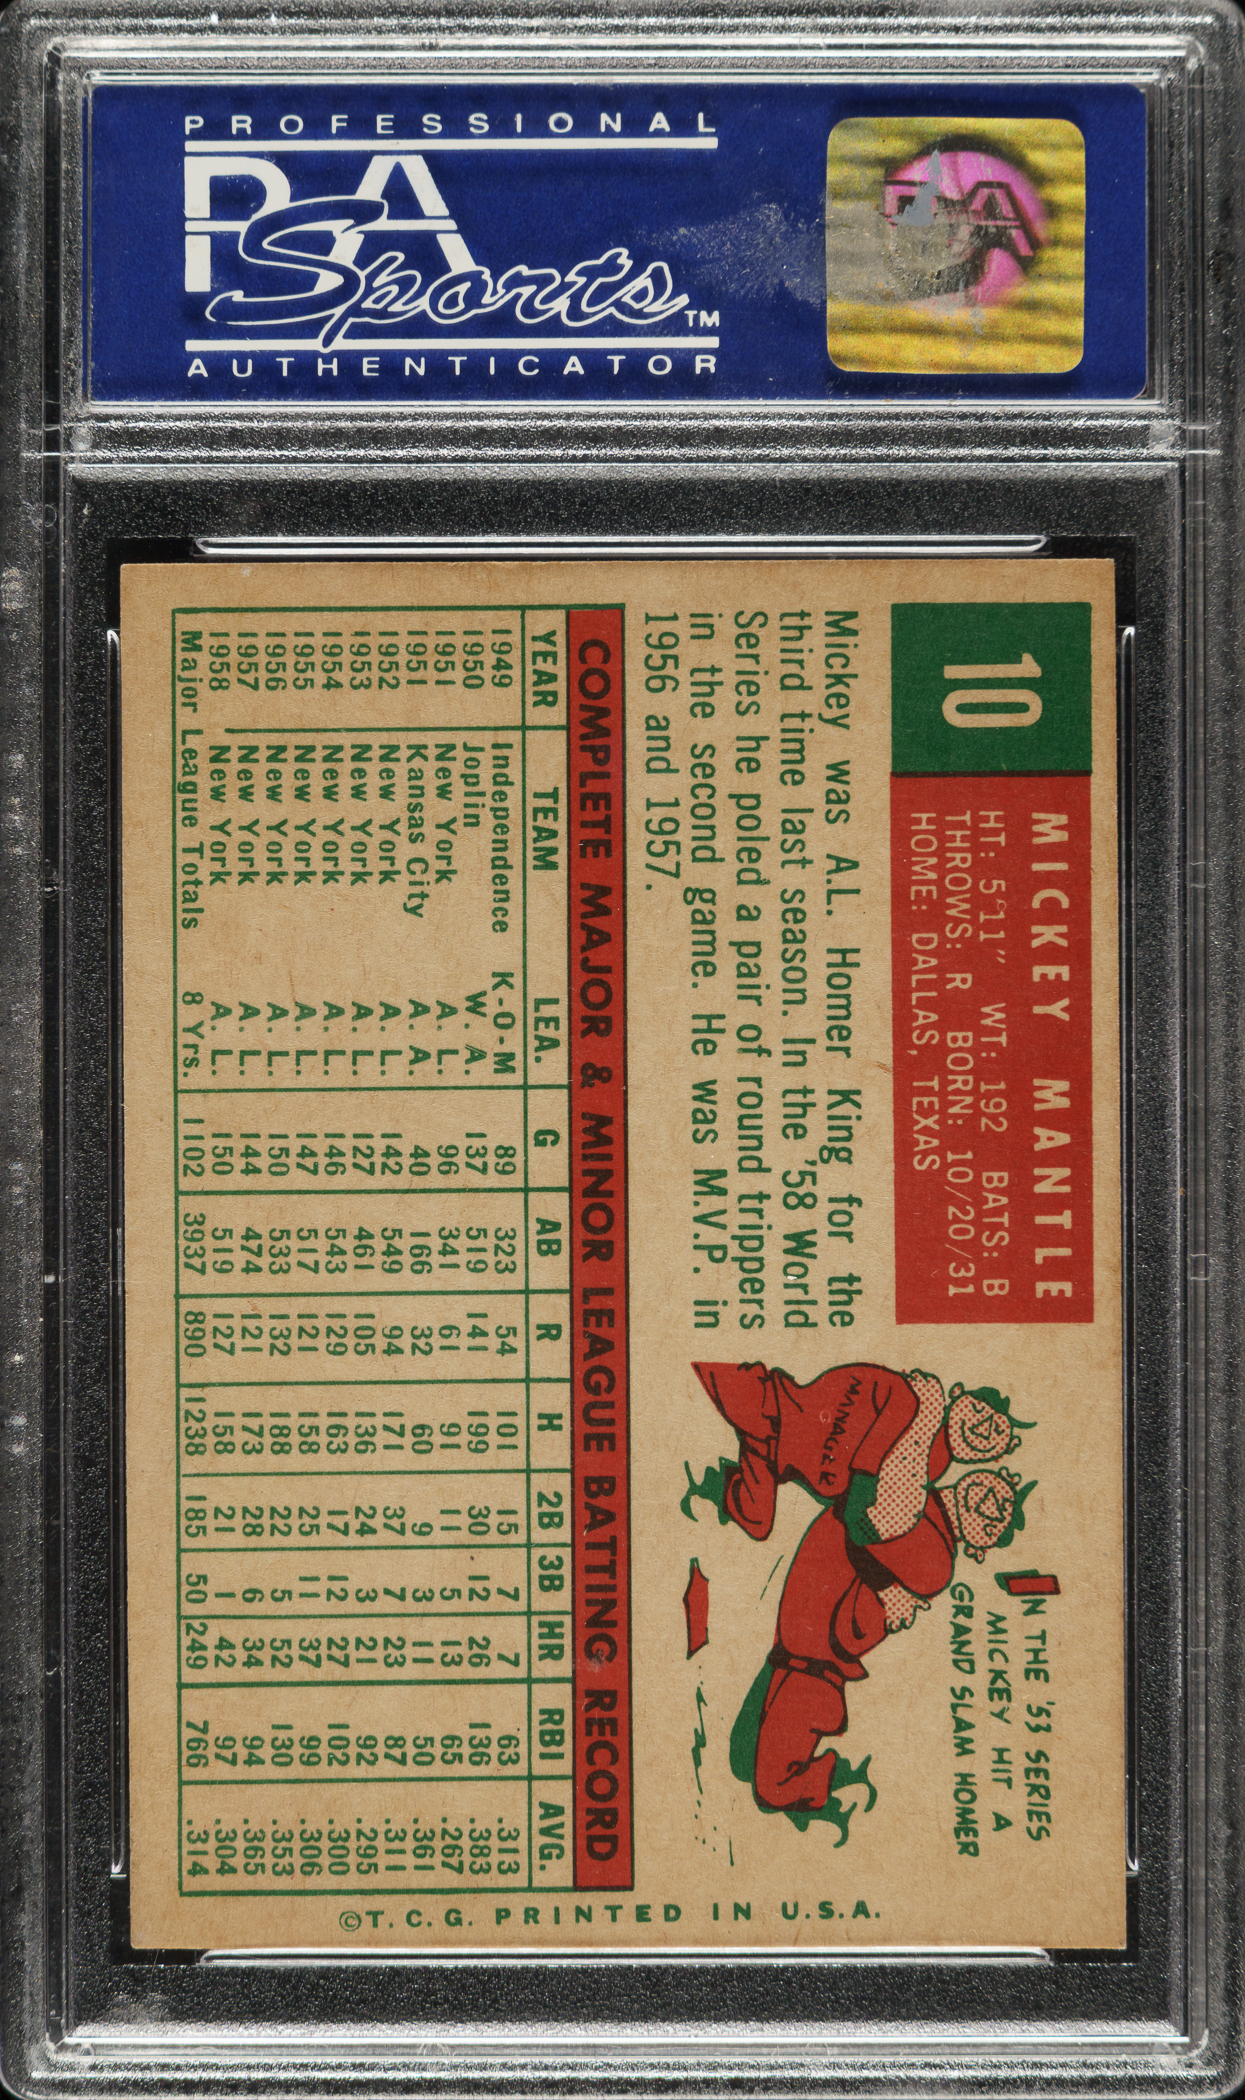 PROFESSIONAL
PSA
Sports™
AUTHENTICATOR
PSA
10
MICKEY MANTLE
HT: 5'11" WT: 192 BATS: B
THROWS: R BORN: 10/20/31
HOME: DALLAS, TEXAS
Mickey was A.L. Homer King for the
third time last season. In the '58 World
Series he poled a pair of round trippers
in the second game. He was M.V.P. in
1956 and 1957.
MANAGER
IN THE '53 SERIES
MICKEY HIT A
GRAND SLAM HOMER
COMPLETE MAJOR & MINOR LEAGUE BATTING RECORD
YEAR TEAM LEA. G AB R H 2B 3B HR RBI AVG.
1949 Independence K-O-M 89 323 54 101 15 7 7 63 .313
1950 Joplin W. A. 137 519 141 199 30 12 26 136 .383
1951 New York A. L. 96 341 61 91 11 5 13 65 .267
1951 Kansas City A. A. 40 166 32 60 9 3 11 50 .361
1952 New York A. L. 142 549 94 171 37 7 23 87 .311
1953 New York A. L. 127 461 105 136 24 3 21 92 .295
1954 New York A. L. 146 543 129 163 17 12 27 102 .300
1955 New York A. L. 147 517 121 158 25 11 37 99 .306
1956 New York A. L. 150 533 132 188 22 5 52 130 .353
1957 New York A. L. 144 474 121 173 28 6 34 94 .365
1958 New York A. L. 150 519 127 158 21 1 42 97 .304
Major League Totals 8 Yrs. 1102 3937 890 1238 185 50 249 766 .314
©T. C. G. PRINTED IN U.S.A.